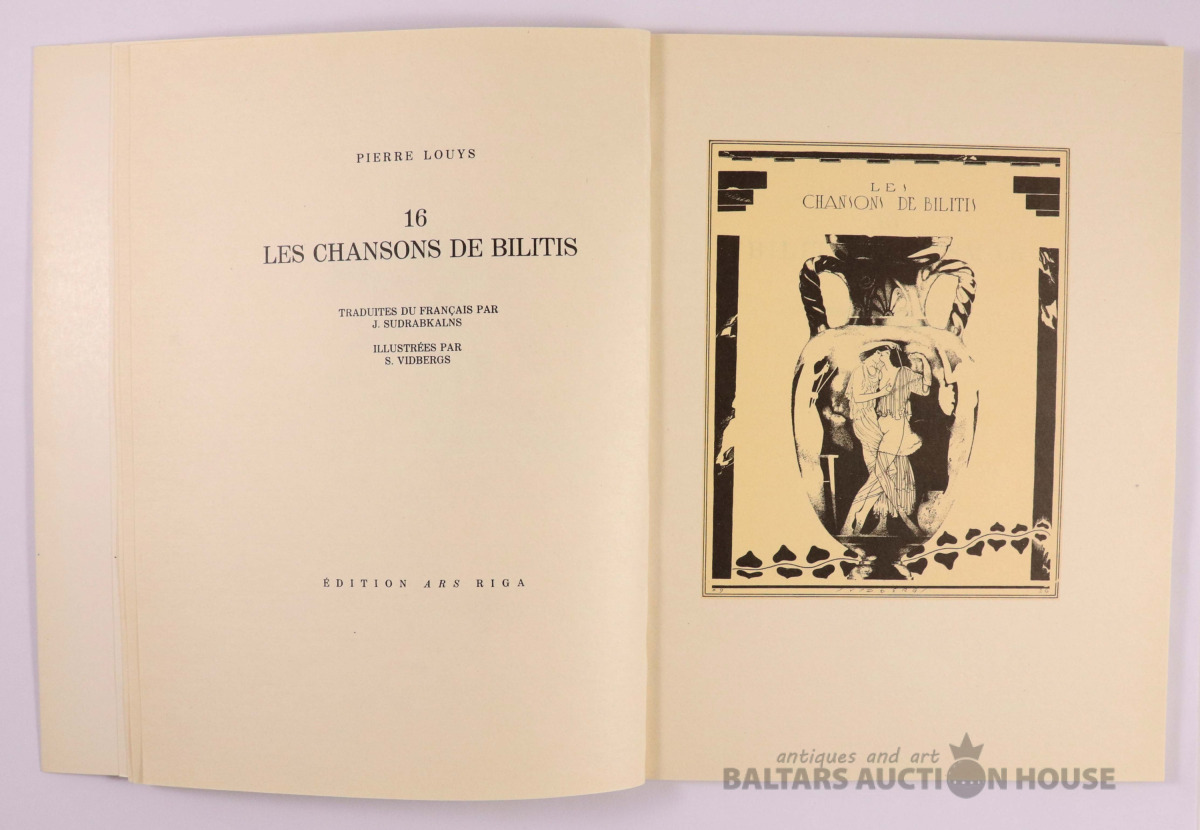 PIERRE LOUYS
16
LES CHANSONS DE BILITIS
TRADUITES DU FRANÇAIS PAR
J. SUDRABKALNS
ILLUSTRÉES PAR
S. VIDBERGS
ÉDITION ARS RIGA
LES
CHANSONS DE BILITIS
antiques and art
BALTARS AUCTION HOUSE